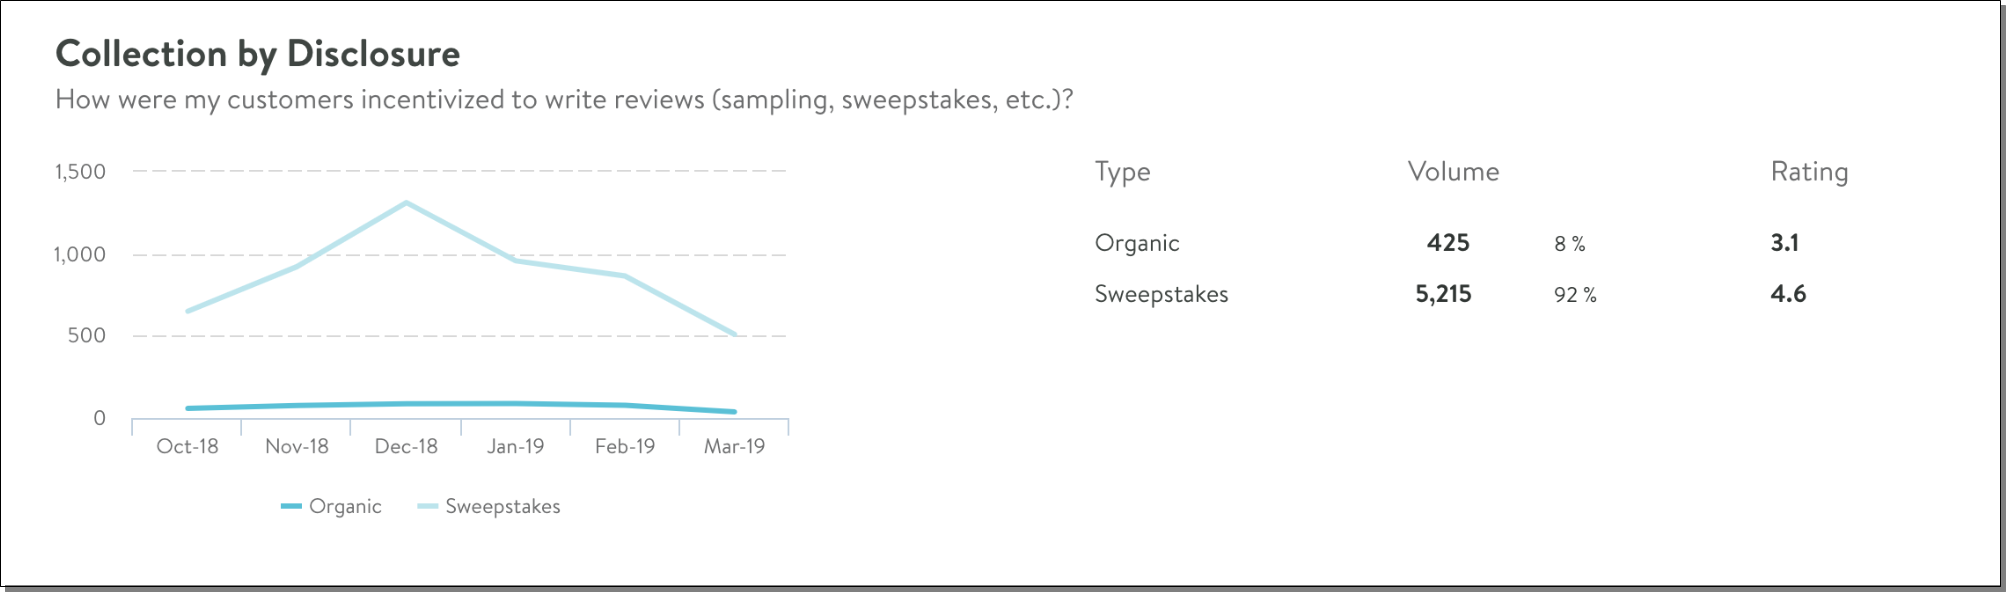 Collection by Disclosure
How were my customers incentivized to write reviews (sampling, sweepstakes, etc.)?
1,500
1,000
500
0
Oct-18 Nov-18 Dec-18 Jan-19 Feb-19 Mar-19
Organic Sweepstakes
Type Volume Rating
Organic 425 8 % 3.1
Sweepstakes 5,215 92 % 4.6